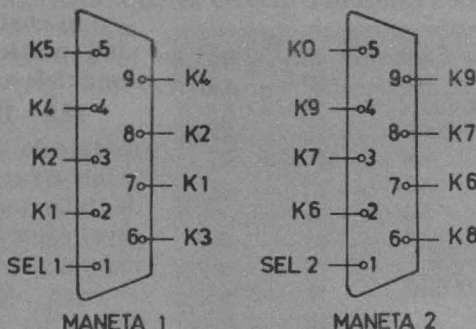 K5 5
9 K4
K4 4
8 K2
K2 3
7 K1
K1 2
6 K3
SEL 1 1
MANETA 1
K0 5
9 K9
K9 4
8 K7
K7 3
7 K6
K6 2
6 K8
SEL 2 1
MANETA 2